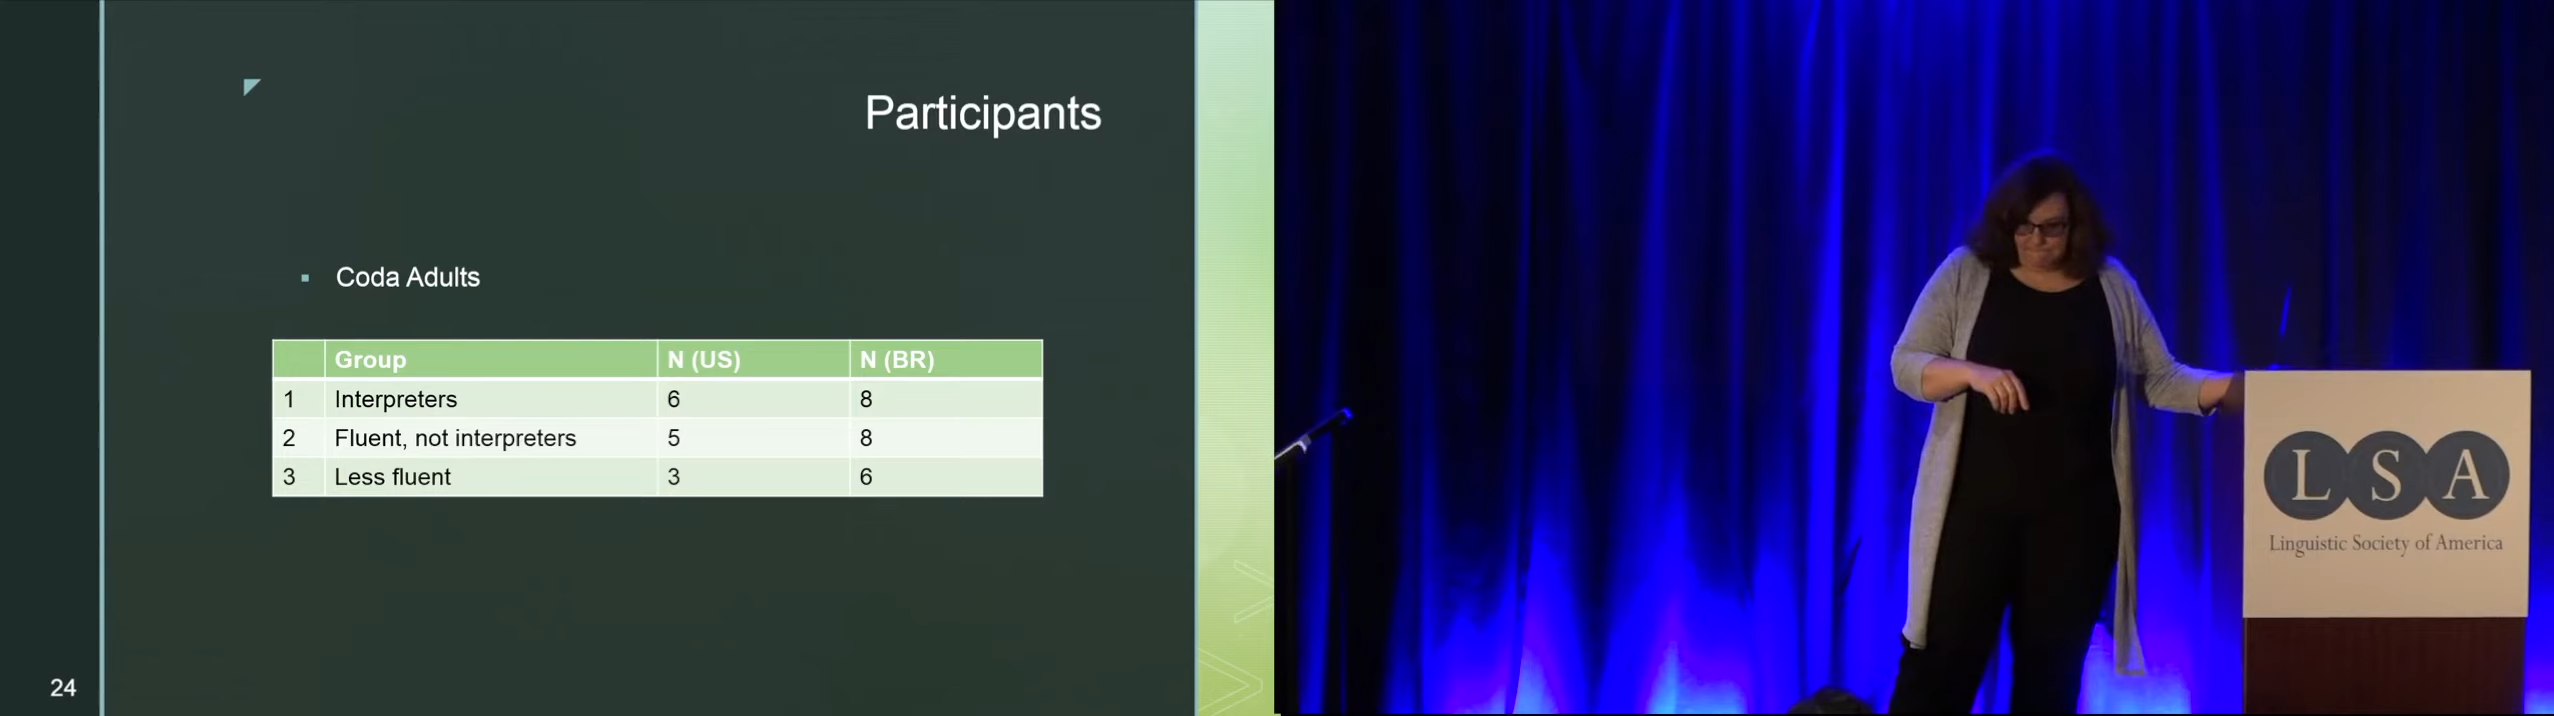 Participants
Coda Adults
Group N (US) N (BR)
1 Interpreters 6 8
2 Fluent, not interpreters 5 8
3 Less fluent 3 6
24
L S A
Linguistic Society of America